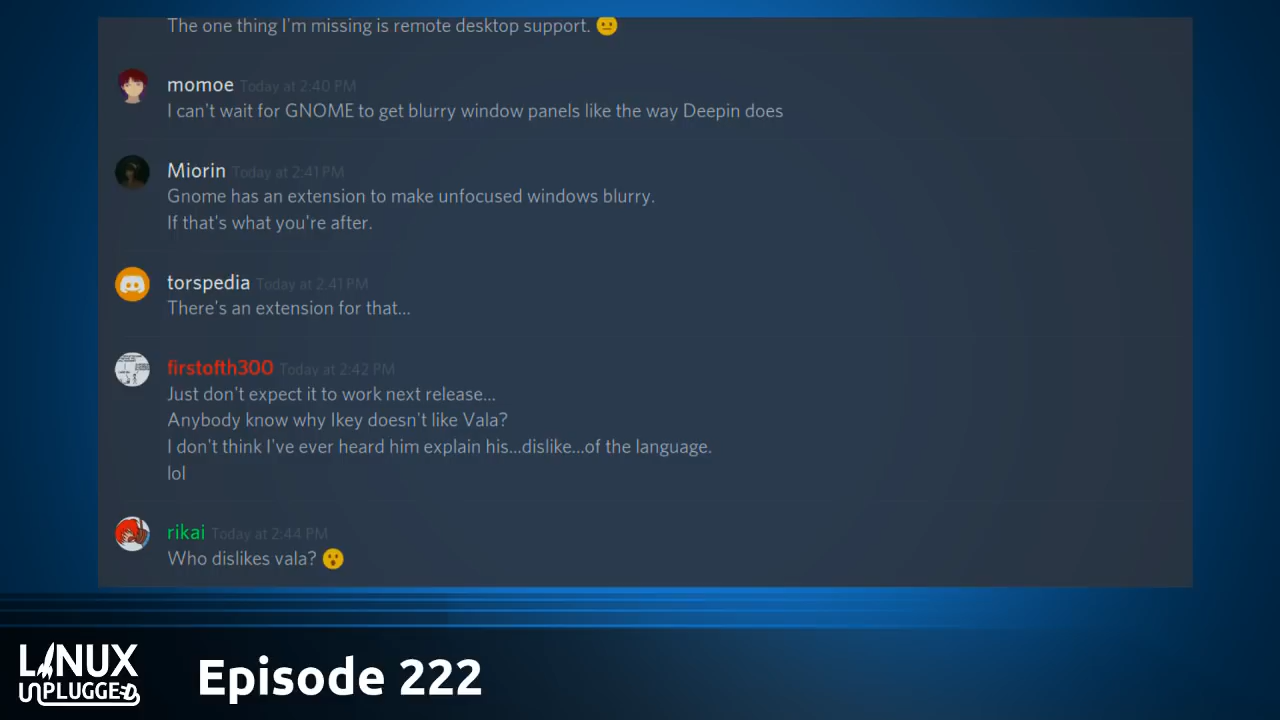 The one thing I'm missing is remote desktop support. 😐
momoe Today at 2:40 PM
I can't wait for GNOME to get blurry window panels like the way Deepin does
Miorin Today at 2:41 PM
Gnome has an extension to make unfocused windows blurry.
If that's what you're after.
torspedia Today at 2:41 PM
There's an extension for that...
firstofth300 Today at 2:42 PM
Just don't expect it to work next release...
Anybody know why Ikey doesn't like Vala?
I don't think I've ever heard him explain his...dislike...of the language.
lol
rikai Today at 2:44 PM
Who dislikes vala? 😮
LINUX
UNPLUGGED
Episode 222